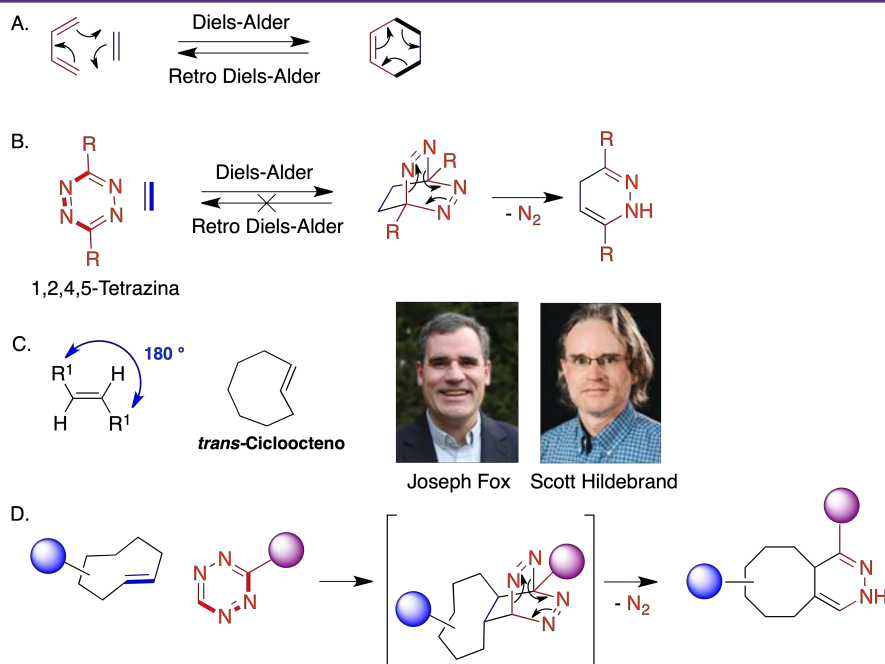 A.
Diels-Alder
Retro Diels-Alder
B.
R
N
N
N
N
R
Diels-Alder
Retro Diels-Alder
N
N
R
N
N
R
- N2
R
N
NH
R
1,2,4,5-Tetrazina
C.
180 °
R1
H
H
R1
trans-Cicloocteno
Joseph Fox
Scott Hildebrand
D.
N
N
N
N
N
N
N
N
- N2
N
NH